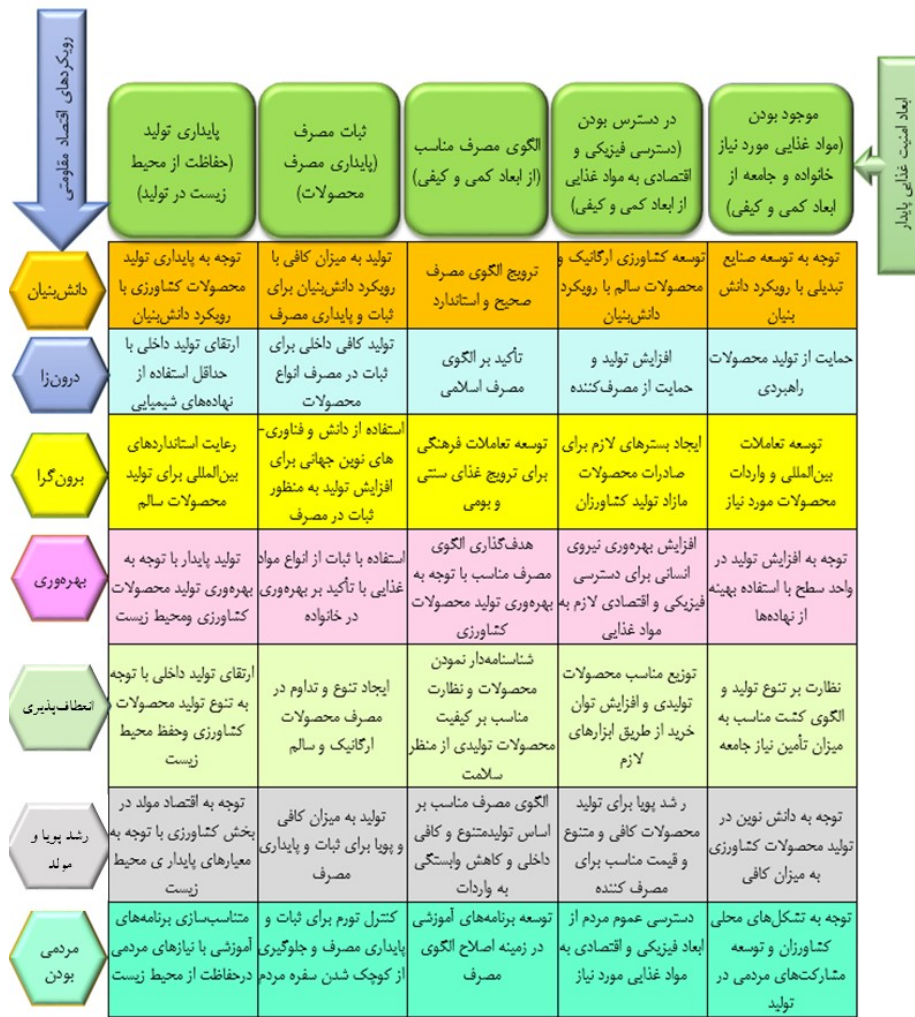 رویکردهای اقتصاد مقاومتی
ابعاد امنیت غذایی پایدار
موجود بودن
(مواد غذایی مورد نیاز
خانواده و جامعه از
ابعاد کمی و کیفی)
در دسترس بودن
(دسترسی فیزیکی و
اقتصادی به مواد غذایی
از ابعاد کمی و کیفی)
الگوی مصرف مناسب
(از ابعاد کمی و کیفی)
ثبات مصرف
(پایداری مصرف
محصولات)
پایداری تولید
(حفاظت از محیط
زیست در تولید)
دانش‌بنیان
توجه به توسعه صنایع
تبدیلی با رویکرد دانش
بنیان
توسعه کشاورزی ارگانیک و
محصولات سالم با رویکرد
دانش‌بنیان
ترویج الگوی مصرف
صحیح و استاندارد
تولید به میزان کافی با
رویکرد دانش‌بنیان برای
ثبات و پایداری مصرف
توجه به پایداری تولید
محصولات کشاورزی با
رویکرد دانش‌بنیان
درون‌زا
حمایت از تولید محصولات
راهبردی
افزایش تولید و
حمایت از مصرف‌کننده
تأکید بر الگوی
مصرف اسلامی
تولید کافی داخلی برای
ثبات در مصرف انواع
محصولات
ارتقای تولید داخلی با
حداقل استفاده از
نهاده‌های شیمیایی
برون‌گرا
توسعه تعاملات
بین‌المللی و واردات
محصولات مورد نیاز
ایجاد بسترهای لازم برای
صادرات محصولات
مازاد تولید کشاورزان
توسعه تعاملات فرهنگی
برای ترویج غذای سنتی
و بومی
استفاده از دانش و فناوری-
های نوین جهانی برای
افزایش تولید به منظور
ثبات در مصرف
رعایت استانداردهای
بین‌المللی برای تولید
محصولات سالم
بهره‌وری
توجه به افزایش تولید در
واحد سطح با استفاده بهینه
از نهاده‌ها
افزایش بهره‌وری نیروی
انسانی برای دسترسی
فیزیکی و اقتصادی لازم به
مواد غذایی
هدف‌گذاری الگوی
مصرف مناسب با توجه به
بهره‌وری تولید محصولات
کشاورزی
استفاده با ثبات از انواع مواد
غذایی با تأکید بر بهره‌وری
در خانواده
تولید پایدار با توجه به
بهره‌وری تولید محصولات
کشاورزی ومحیط زیست
انعطاف‌پذیری
نظارت بر تنوع تولید و
الگوی کشت مناسب به
میزان تأمین نیاز جامعه
توزیع مناسب محصولات
تولیدی و افزایش توان
خرید از طریق ابزارهای
لازم
شناسنامه‌دار نمودن
محصولات و نظارت
مناسب بر کیفیت
محصولات تولیدی از منظر
سلامت
ایجاد تنوع و تداوم در
مصرف محصولات
ارگانیک و سالم
ارتقای تولید داخلی با توجه
به تنوع تولید محصولات
کشاورزی وحفظ محیط
زیست
رشد پویا و
مولد
توجه به دانش نوین در
تولید محصولات کشاورزی
به میزان کافی
ر شد پویا برای تولید
محصولات کافی و متنوع
و قیمت مناسب برای
مصرف کننده
الگوی مصرف مناسب بر
اساس تولیدمتنوع و کافی
داخلی و کاهش وابستگی
به واردات
تولید به میزان کافی
و پویا برای ثبات و پایداری
مصرف
توجه به اقتصاد مولد در
بخش کشاورزی با توجه به
معیارهای پایدار ی محیط
زیست
مردمی
بودن
توجه به تشکل‌های محلی
کشاورزان و توسعه
مشارکت‌های مردمی در
تولید
دسترسی عموم مردم از
ابعاد فیزیکی و اقتصادی به
مواد غذایی مورد نیاز
توسعه برنامه‌های آموزشی
در زمینه اصلاح الگوی
مصرف
کنترل تورم برای ثبات و
پایداری مصرف و جلوگیری
از کوچک شدن سفره مردم
متناسب‌سازی برنامه‌های
آموزشی با نیازهای مردمی
درحفاظت از محیط زیست